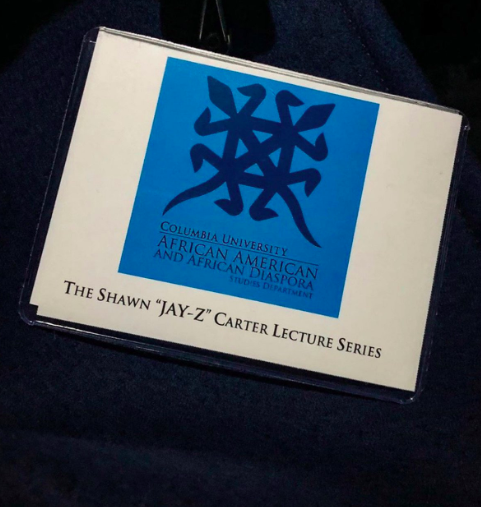 COLUMBIA UNIVERSITY
AFRICAN AMERICAN
AND AFRICAN DIASPORA
STUDIES DEPARTMENT
THE SHAWN "JAY-Z" CARTER LECTURE SERIES